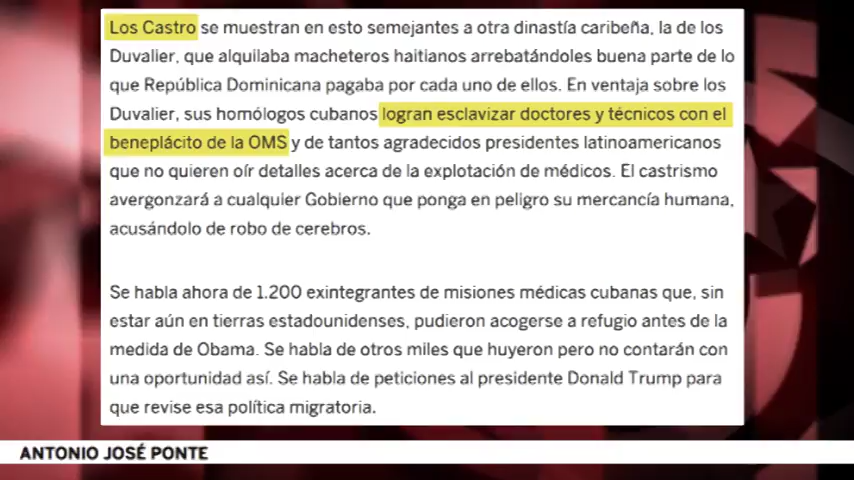 Los Castro se muestran en esto semejantes a otra dinastía caribeña, la de los
Duvalier, que alquilaba macheteros haitianos arrebatándoles buena parte de lo
que República Dominicana pagaba por cada uno de ellos. En ventaja sobre los
Duvalier, sus homólogos cubanos logran esclavizar doctores y técnicos con el
beneplácito de la OMS y de tantos agradecidos presidentes latinoamericanos
que no quieren oír detalles acerca de la explotación de médicos. El castrismo
avergonzará a cualquier Gobierno que ponga en peligro su mercancía humana,
acusándolo de robo de cerebros.
Se habla ahora de 1.200 exintegrantes de misiones médicas cubanas que, sin
estar aún en tierras estadounidenses, pudieron acogerse a refugio antes de la
medida de Obama. Se habla de otros miles que huyeron pero no contarán con
una oportunidad así. Se habla de peticiones al presidente Donald Trump para
que revise esa política migratoria.
ANTONIO JOSÉ PONTE